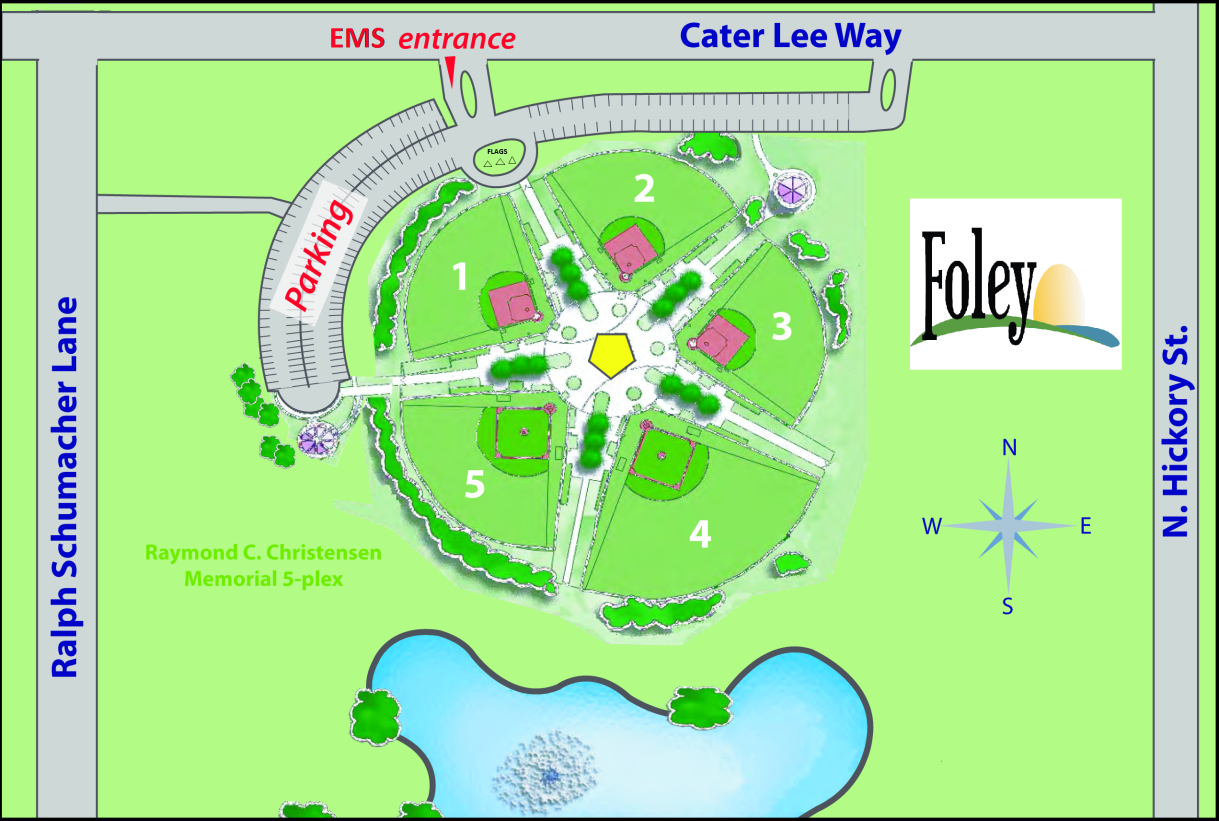 EMS entrance
Cater Lee Way
FLAGS
Parking
1
2
3
4
5
Foley
Ralph Schumacher Lane
N. Hickory St.
Raymond C. Christensen
Memorial 5-plex
N
W
E
S